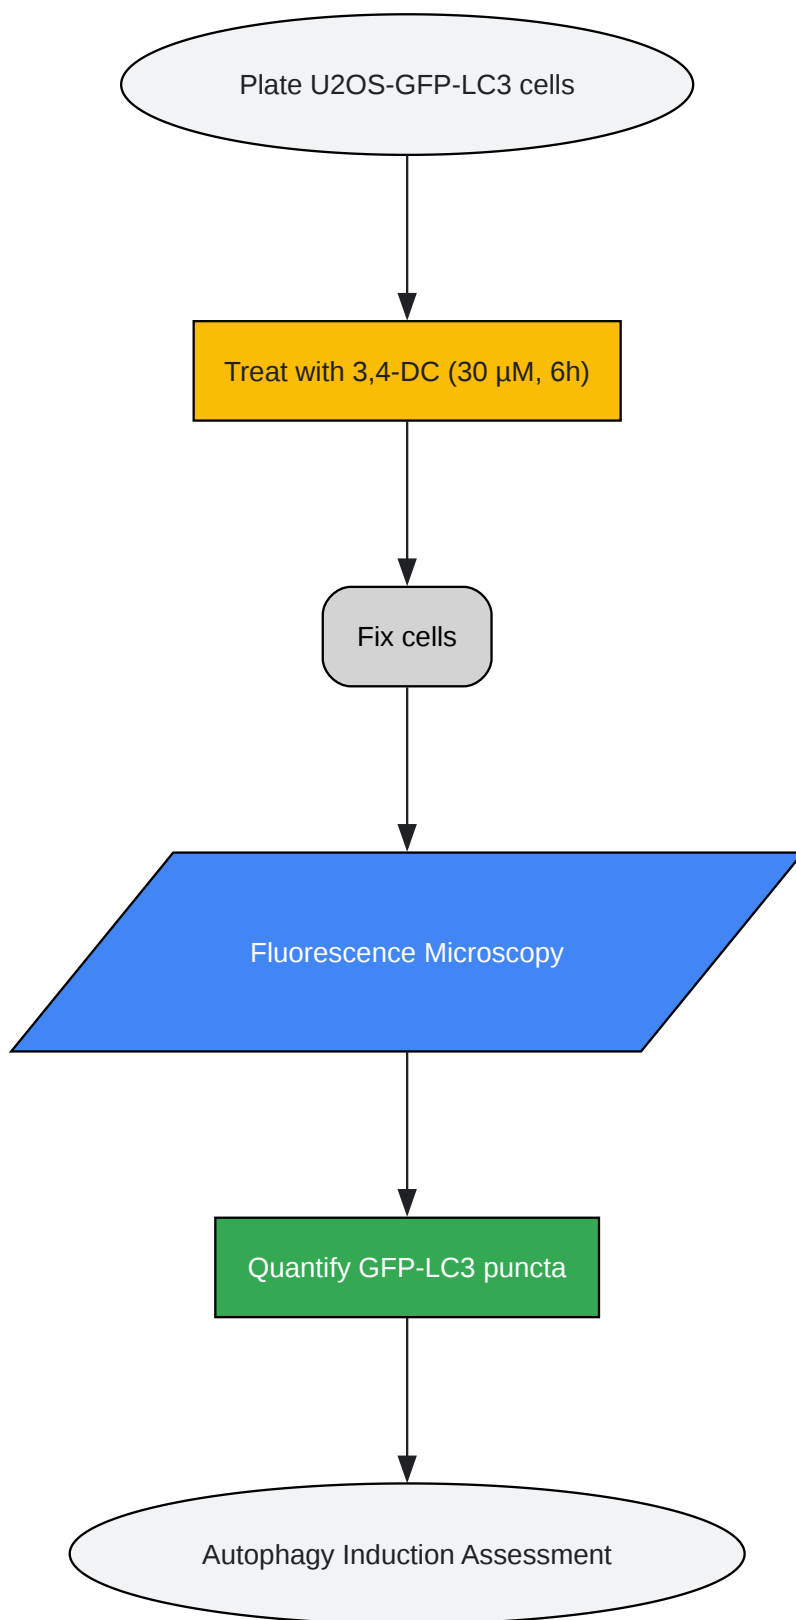 Plate U2OS-GFP-LC3 cells
Treat with 3,4-DC (30 µM, 6h)
Fix cells
Fluorescence Microscopy
Quantify GFP-LC3 puncta
Autophagy Induction Assessment